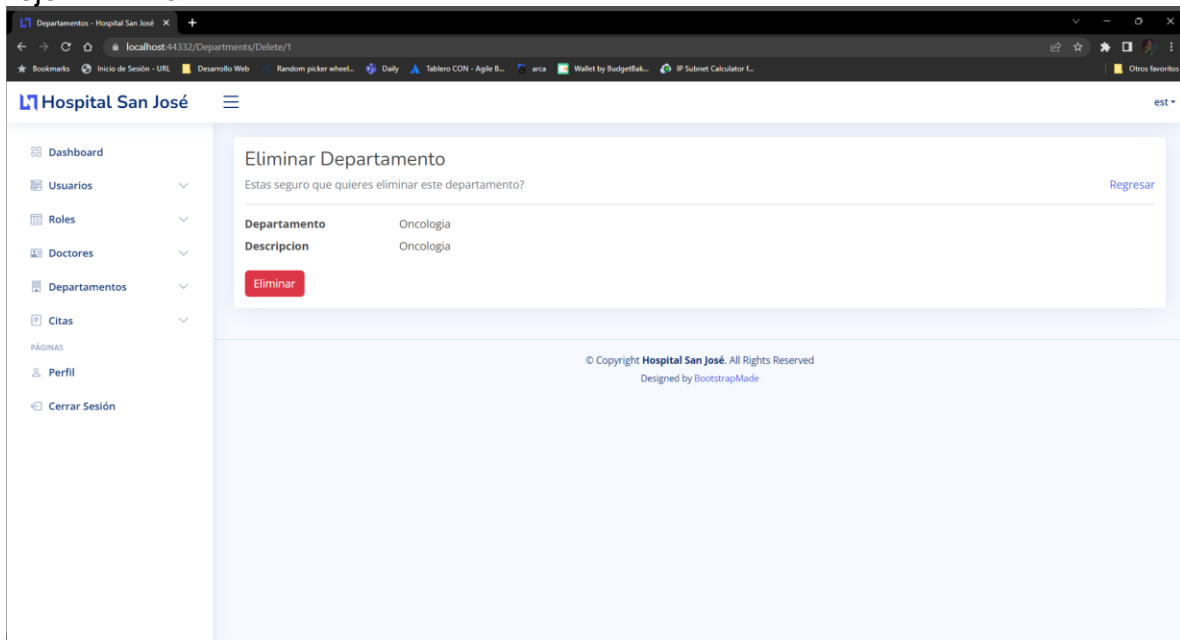 Departamentos - Hospital San José
localhost:44332/Departments/Delete/1
Bookmarks Inicio de Sesión - URL Desarrollo Web Random picker wheel... Daily Tablero CON - Agile B... arca Wallet by BudgetBak... IP Subnet Calculator f... Otros favoritos
Hospital San José est
Dashboard
Usuarios
Roles
Doctores
Departamentos
Citas
PÁGINAS
Perfil
Cerrar Sesión
Eliminar Departamento
Estas seguro que quieres eliminar este departamento? Regresar
Departamento Oncologia
Descripcion Oncologia
Eliminar
© Copyright Hospital San José. All Rights Reserved
Designed by BootstrapMade